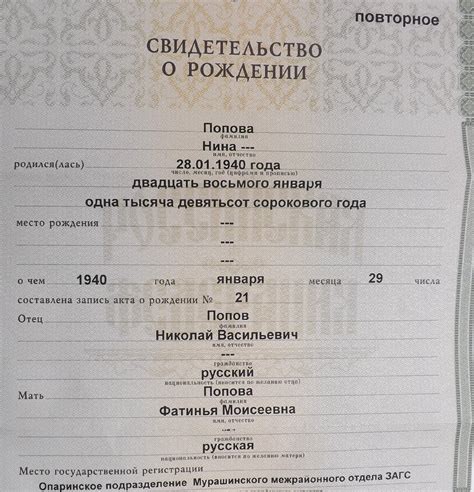 повторное
СВИДЕТЕЛЬСТВО
О РОЖДЕНИИ
Попова
фамилия
Нина ---
имя, отчество
родился(лась) 28.01.1940 года
число, месяц, год (цифрами и прописью)
двадцать восьмого января
одна тысяча девятьсот сорокового года
место рождения ---
---
---
о чем 1940 года января месяца 29 числа
составлена запись акта о рождении № 21
Отец Попов
фамилия
Николай Васильевич
имя, отчество
---
гражданство
русский
национальность (вносится по желанию отца)
Мать Попова
фамилия
Фатинья Моисеевна
имя, отчество
---
гражданство
русская
национальность (вносится по желанию матери)
Место государственной регистрации
Опаринское подразделение Мурашинского межрайонного отдела ЗАГС